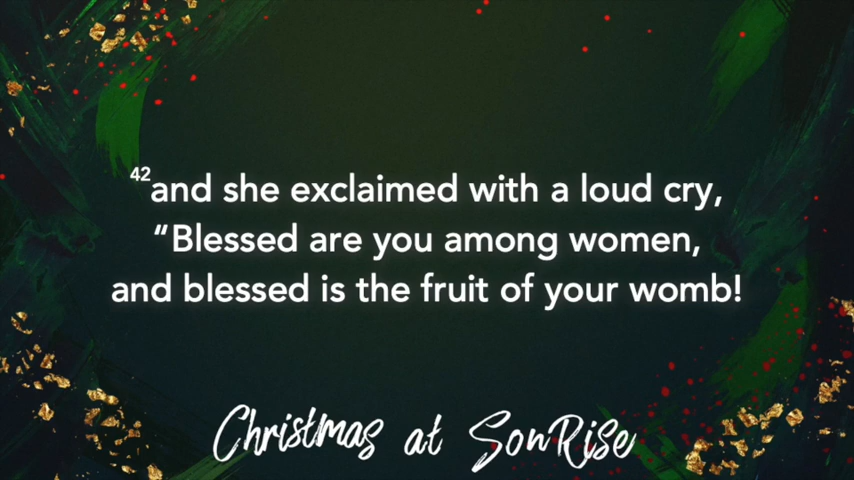 42and she exclaimed with a loud cry,
“Blessed are you among women,
and blessed is the fruit of your womb!
Christmas at SonRise